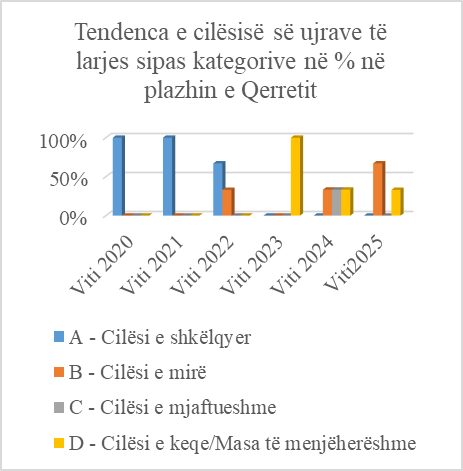 Tendenca e cilësisë së ujrave të
larjes sipas kategorive në % në
plazhin e Qerretit
100%
50%
0%
Viti 2020
Viti 2021
Viti 2022
Viti 2023
Viti 2024
Viti2025
A - Cilësi e shkëlqyer
B - Cilësi e mirë
C - Cilësi e mjaftueshme
D - Cilësi e keqe/Masa të menjëherëshme